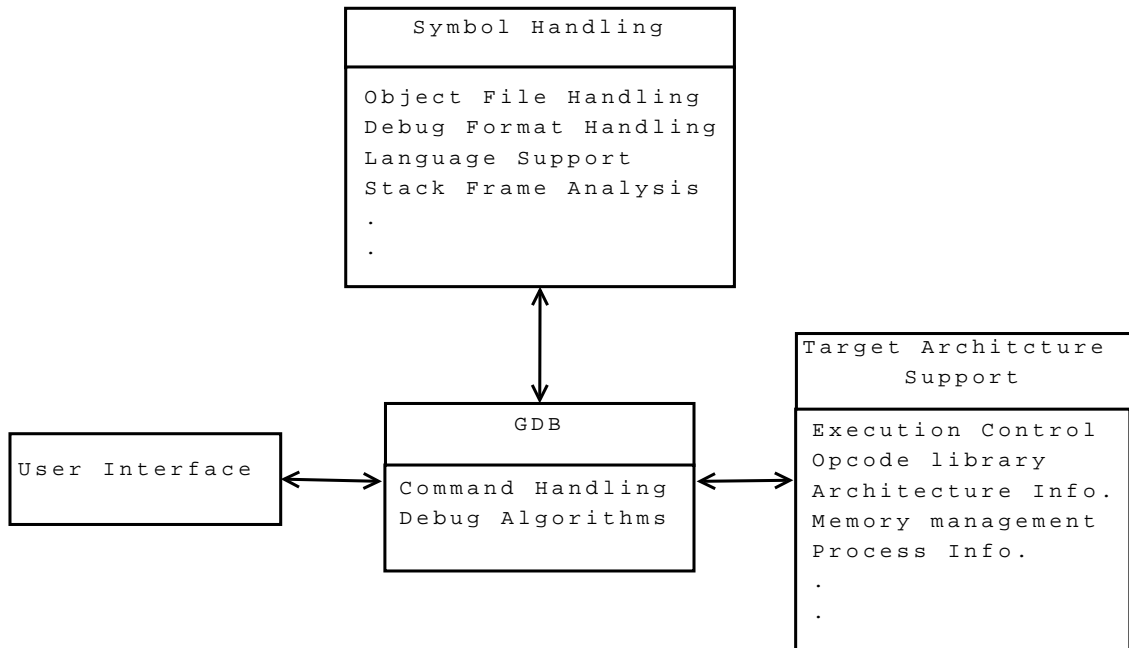 Symbol Handling
Object File Handling
Debug Format Handling
Language Support
Stack Frame Analysis
.
.
Target Architcture
Support
Execution Control
Opcode library
Architecture Info.
Memory management
Process Info.
.
.
GDB
Command Handling
Debug Algorithms
User Interface